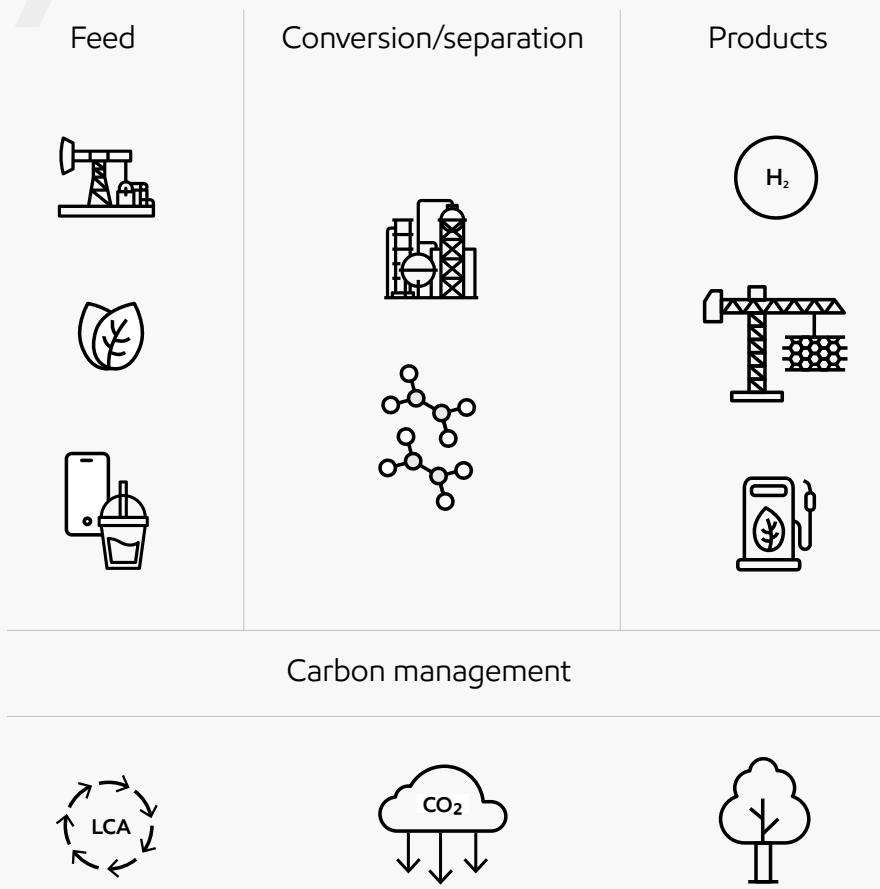 Feed
Conversion/separation
Products
H₂
Carbon management
LCA
CO₂